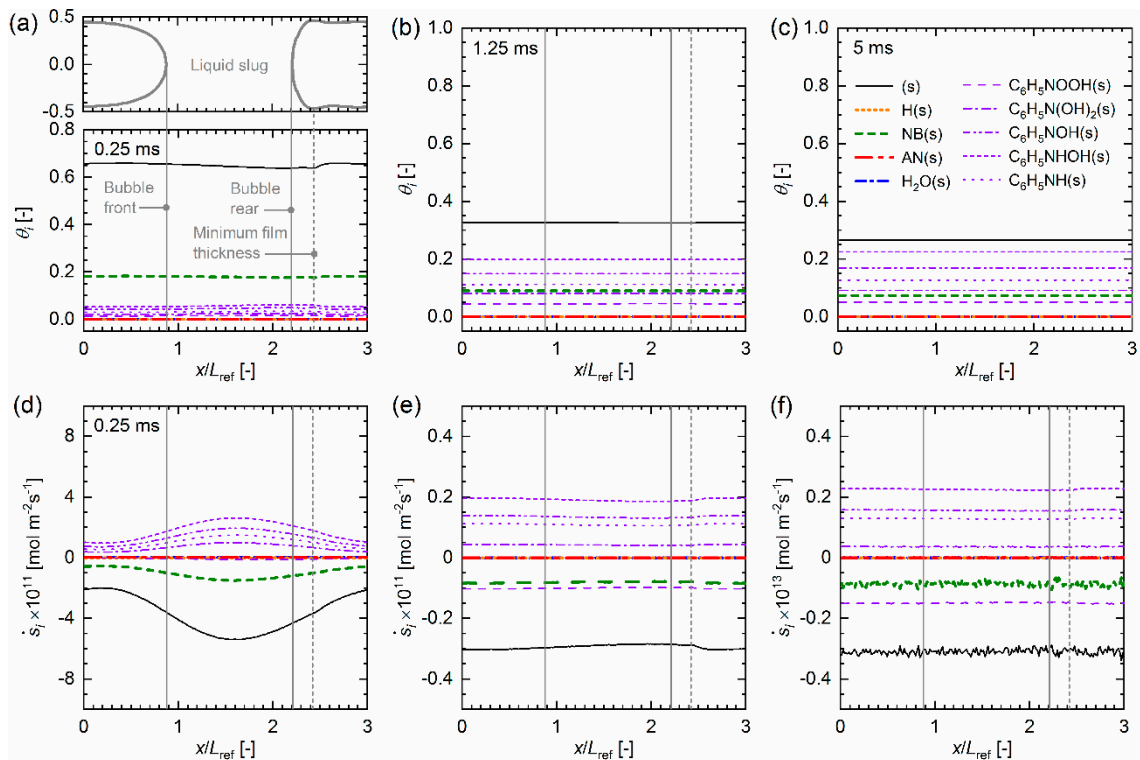 (a)
0.5
0.0
-0.5
Liquid slug
0.8
0.6
0.4
0.2
0.0
θi [-]
0.25 ms
Bubble
front
Bubble
rear
Minimum film
thickness
0 1 2 3
x/Lref [-]
(b)
1.25 ms
1.0
0.8
0.6
0.4
0.2
0.0
θi [-]
0 1 2 3
x/Lref [-]
(c)
5 ms
1.0
0.8
0.6
0.4
0.2
0.0
θi [-]
(s)
H(s)
NB(s)
AN(s)
H2O(s)
C6H5NOOH(s)
C6H5N(OH)2(s)
C6H5NOH(s)
C6H5NHOH(s)
C6H5NH(s)
0 1 2 3
x/Lref [-]
(d)
0.25 ms
8
4
0
-4
-8
ṡi ×10^11 [mol m-2s-1]
0 1 2 3
x/Lref [-]
(e)
0.4
0.2
0.0
-0.2
-0.4
ṡi ×10^11 [mol m-2s-1]
0 1 2 3
x/Lref [-]
(f)
0.4
0.2
0.0
-0.2
-0.4
ṡi ×10^13 [mol m-2s-1]
0 1 2 3
x/Lref [-]